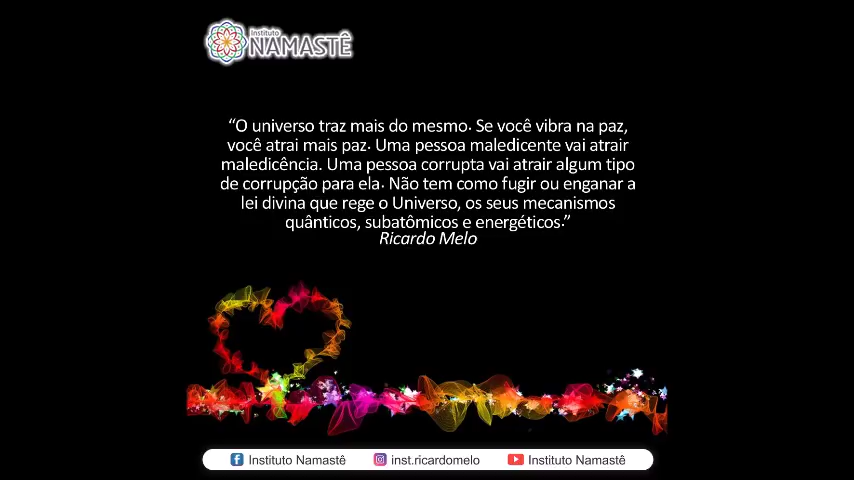 Instituto
NAMASTÊ
“O universo traz mais do mesmo. Se você vibra na paz,
você atrai mais paz. Uma pessoa maledicente vai atrair
maledicência. Uma pessoa corrupta vai atrair algum tipo
de corrupção para ela. Não tem como fugir ou enganar a
lei divina que rege o Universo, os seus mecanismos
quânticos, subatômicos e energéticos.”
Ricardo Melo
Instituto Namastê inst.ricardomelo Instituto Namastê